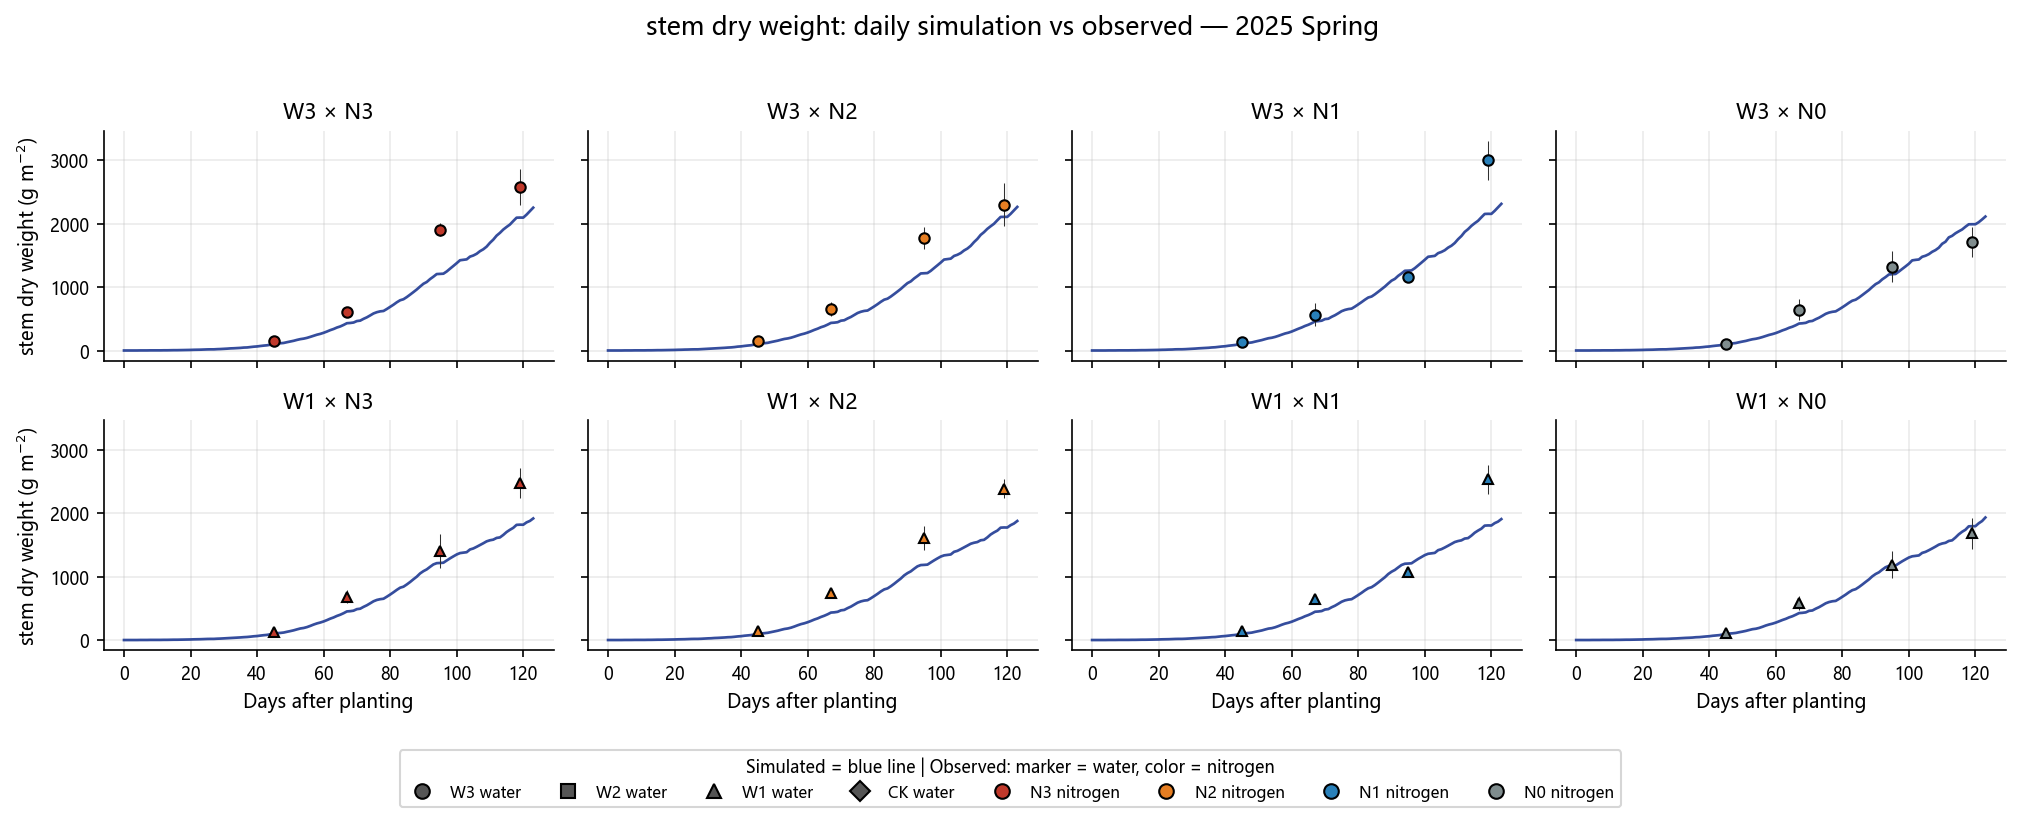 stem dry weight: daily simulation vs observed — 2025 Spring
W3 × N3
W3 × N2
W3 × N1
W3 × N0
stem dry weight (g m⁻²)
3000
2000
1000
0
W1 × N3
W1 × N2
W1 × N1
W1 × N0
stem dry weight (g m⁻²)
3000
2000
1000
0
0 20 40 60 80 100 120
0 20 40 60 80 100 120
0 20 40 60 80 100 120
0 20 40 60 80 100 120
Days after planting
Days after planting
Days after planting
Days after planting
Simulated = blue line | Observed: marker = water, color = nitrogen
W3 water W2 water W1 water CK water N3 nitrogen N2 nitrogen N1 nitrogen N0 nitrogen